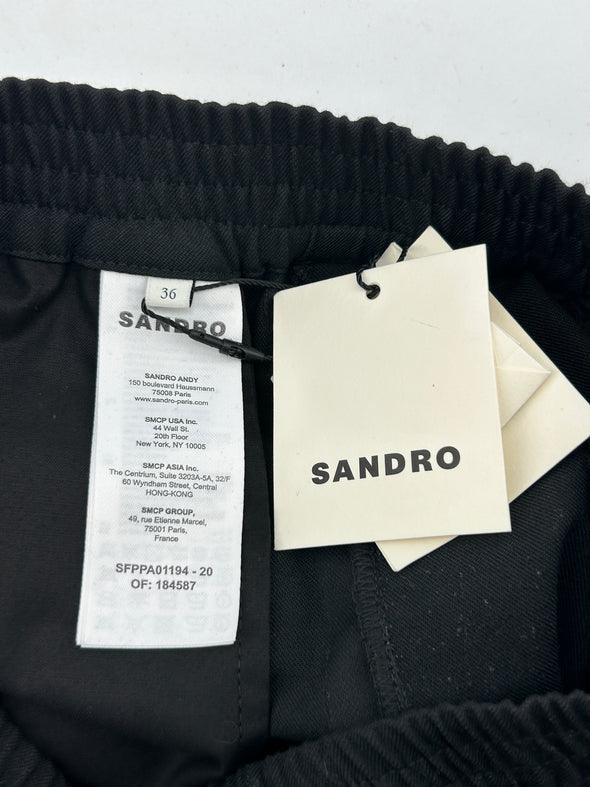 36
SANDRO
SANDRO ANDY
150 boulevard Haussmann
75008 Paris
www.sandro-paris.com
SMCP USA Inc.
44 Wall St.
20th Floor
New York, NY 10005
SMCP ASIA Inc.
The Centrium, Suite 3203A-5A, 32/F
60 Wyndham Street, Central
HONG-KONG
SMCP GROUP,
49, rue Etienne Marcel,
75001 Paris,
France
SFPPA01194 - 20
OF: 184587
SANDRO